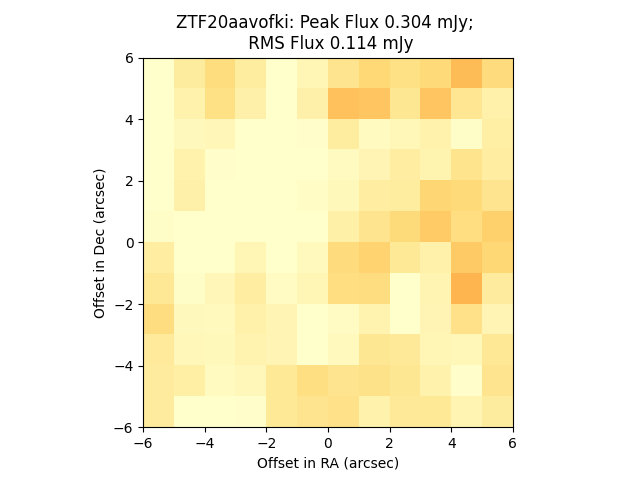 ZTF20aavofki: Peak Flux 0.304 mJy;
RMS Flux 0.114 mJy
6
4
2
0
−2
−4
−6
Offset in Dec (arcsec)
−6 −4 −2 0 2 4 6
Offset in RA (arcsec)